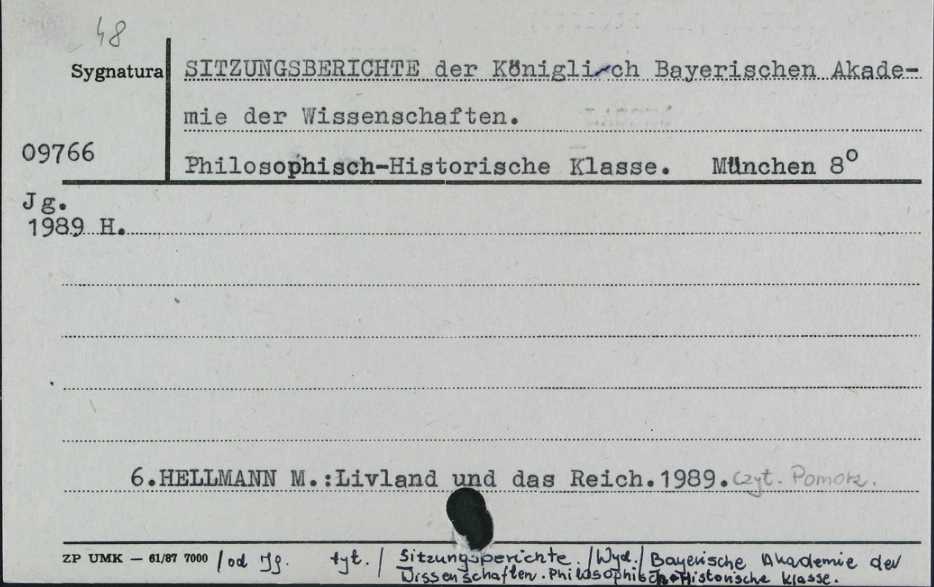 48
Sygnatura SITZUNGSBERICHTE der Königlich Bayerischen Akade-
mie der Wissenschaften.
09766
Philosophisch-Historische Klasse. München 8°
Jg.
1989 H.
6.HELLMANN M.:Livland und das Reich.1989. Czyt. Pomorz.
ZP UMK — 61/87 7000 /od Jg. tyt./ Sitzungsberichte /Wyd./ Bayerische Akademie der
Wissenschaften. Philosophisch-Historische Klasse.